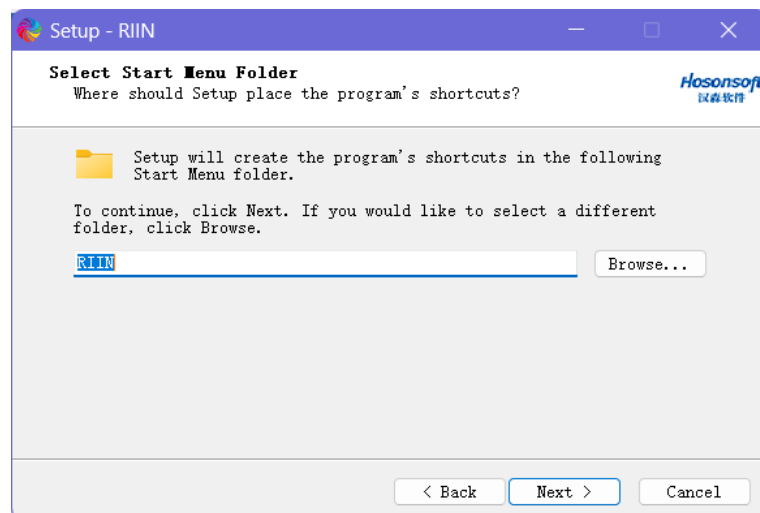 Setup - RIIN
Select Start Menu Folder
Where should Setup place the program's shortcuts?
Hosonsoft
汉森软件
Setup will create the program's shortcuts in the following
Start Menu folder.
To continue, click Next. If you would like to select a different
folder, click Browse.
RIIN
Browse...
< Back
Next >
Cancel